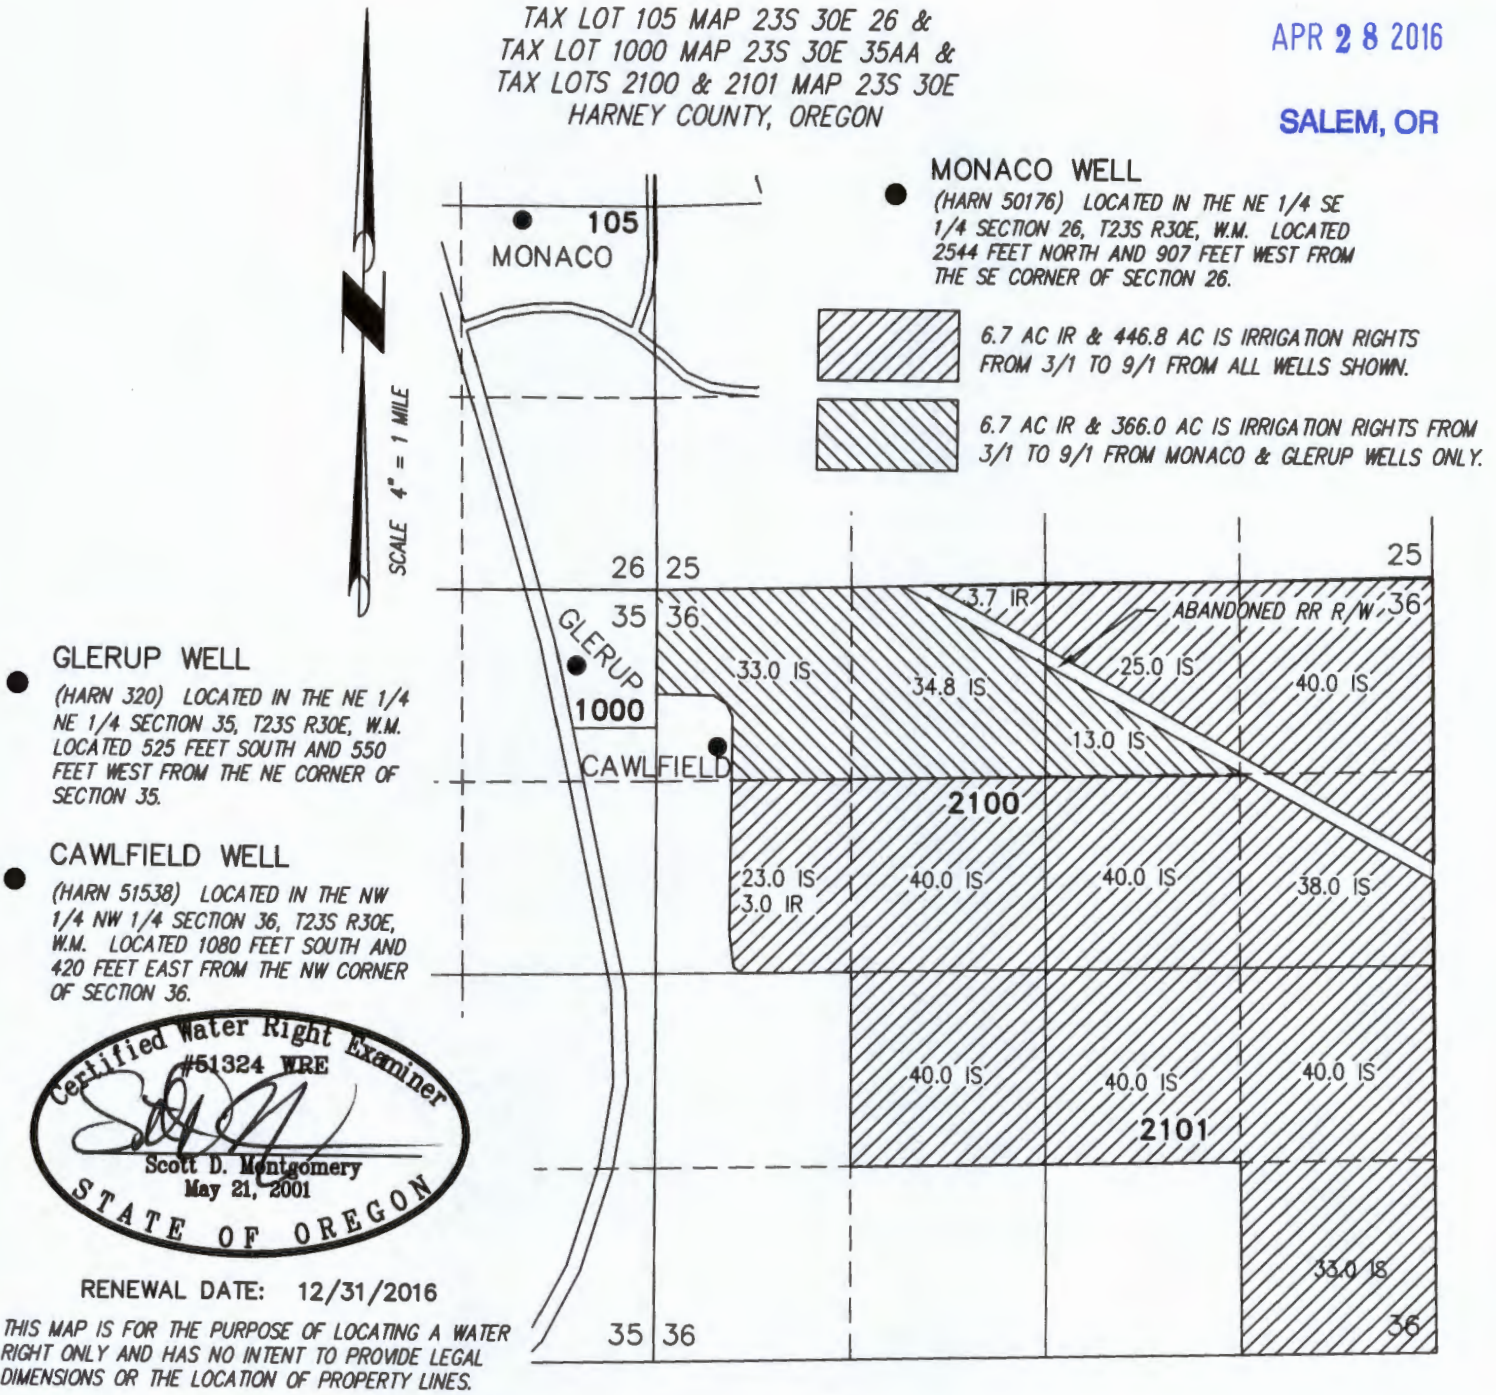 TAX LOT 105 MAP 23S 30E 26 &
TAX LOT 1000 MAP 23S 30E 35AA &
TAX LOTS 2100 & 2101 MAP 23S 30E
HARNEY COUNTY, OREGON
APR 28 2016
SALEM, OR
MONACO WELL
(HARN 50176) LOCATED IN THE NE 1/4 SE
1/4 SECTION 26, T23S R30E, W.M. LOCATED
2544 FEET NORTH AND 907 FEET WEST FROM
THE SE CORNER OF SECTION 26.
6.7 AC IR & 446.8 AC IS IRRIGATION RIGHTS
FROM 3/1 TO 9/1 FROM ALL WELLS SHOWN.
6.7 AC IR & 366.0 AC IS IRRIGATION RIGHTS FROM
3/1 TO 9/1 FROM MONACO & GLERUP WELLS ONLY.
105
MONACO
N
SCALE 4" = 1 MILE
26 25
25
35 36
3.7 IR
ABANDONED RR R/W
36
GLERUP
33.0 IS
34.8 IS
25.0 IS
40.0 IS
1000
13.0 IS
CAWLFIELD
2100
23.0 IS
3.0 IR
40.0 IS
40.0 IS
38.0 IS
40.0 IS
40.0 IS
40.0 IS
2101
33.0 IS
35 36
36
GLERUP WELL
(HARN 320) LOCATED IN THE NE 1/4
NE 1/4 SECTION 35, T23S R30E, W.M.
LOCATED 525 FEET SOUTH AND 550
FEET WEST FROM THE NE CORNER OF
SECTION 35.
CAWLFIELD WELL
(HARN 51538) LOCATED IN THE NW
1/4 NW 1/4 SECTION 36, T23S R30E,
W.M. LOCATED 1080 FEET SOUTH AND
420 FEET EAST FROM THE NW CORNER
OF SECTION 36.
Certified Water Right Examiner
#51324 WRE
Scott D. Montgomery
May 21, 2001
STATE OF OREGON
RENEWAL DATE: 12/31/2016
THIS MAP IS FOR THE PURPOSE OF LOCATING A WATER
RIGHT ONLY AND HAS NO INTENT TO PROVIDE LEGAL
DIMENSIONS OR THE LOCATION OF PROPERTY LINES.